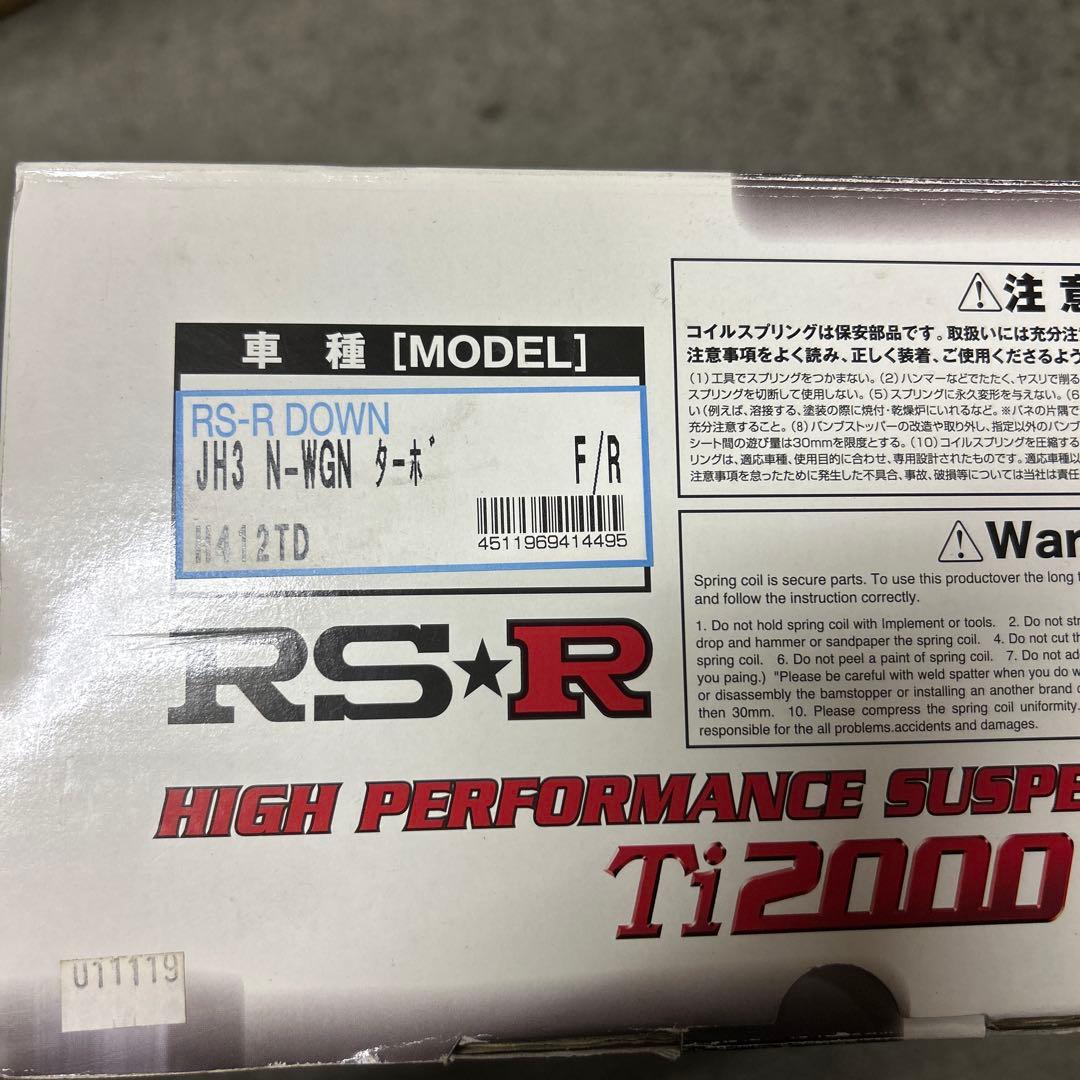 車種 [MODEL]
RS-R DOWN
JH3 N-WGN ターボ F/R
H412TD
4511969414495
RS★R
HIGH PERFORMANCE SUSPE
Ti2000
U11119
⚠注意
コイルスプリングは保安部品です。取扱いには充分注
注意事項をよく読み、正しく装着、ご使用くださるよう
(1)工具でスプリングをつかまない。(2)ハンマーなどでたたく、ヤスリで削る
スプリングを切断して使用しない。(5)スプリングに永久変形を与えない。(6
い(例えば、溶接する、塗装の際に焼付・乾燥炉にいれるなど。※バネの片隅で
充分注意すること。(8)バンプストッパーの改造や取り外し、指定以外のバンプ
シート間の遊び量は30mmを限度とする。(10)コイルスプリングを圧縮する
リングは、適応車種、使用目的に合わせ、専用設計されたものです。適応車種以
注意事項を怠ったために発生した不具合、事故、破損等については当社は責任
⚠War
Spring coil is secure parts. To use this productover the long t
and follow the instruction correctly.
1. Do not hold spring coil with Implement or tools. 2. Do not str
drop and hammer or sandpaper the spring coil. 4. Do not cut th
spring coil. 6. Do not peel a paint of spring coil. 7. Do not ad
you paing.) "Please be careful with weld spatter when you do w
or disassembly the bamstopper or installing an another brand
then 30mm. 10. Please compress the spring coil uniformity.
responsible for the all problems.accidents and damages.